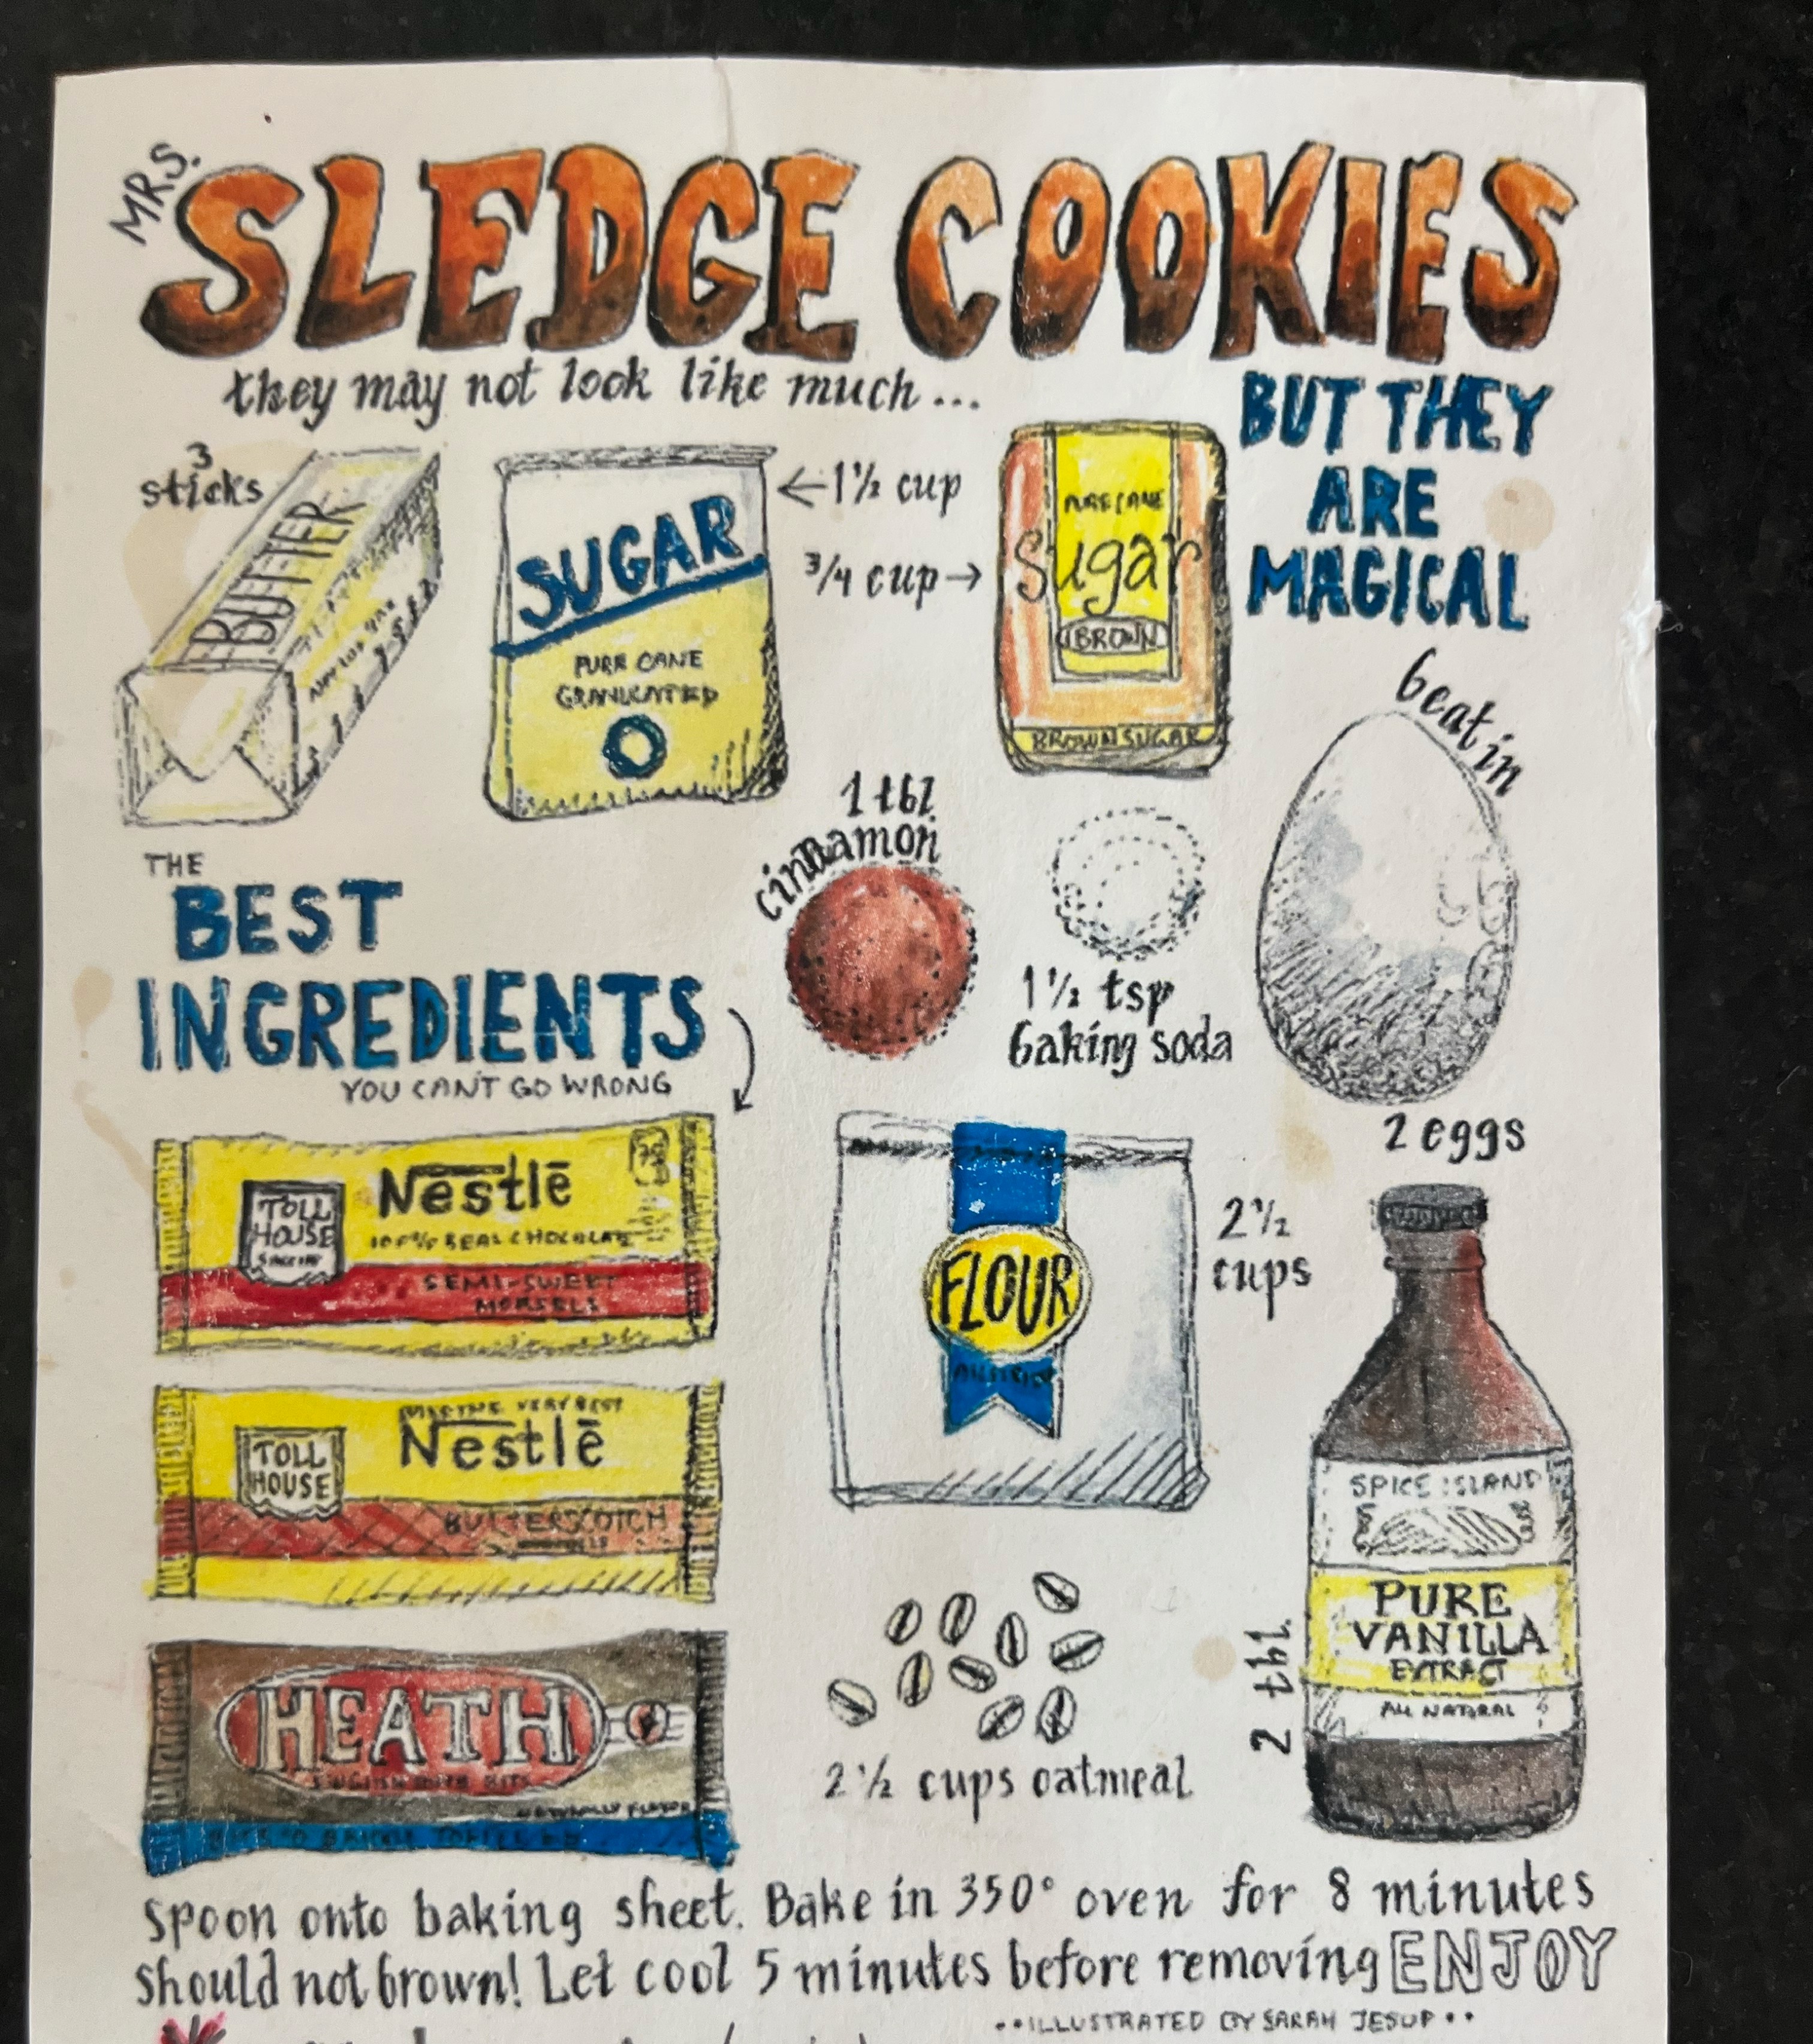 MRS.
SLEDGE COOKIES
they may not look like much...
BUT THEY
ARE
MAGICAL
3
sticks
BUTTER
SUGAR
PURE CANE
GRANULATED
←1½ cup
¾ cup→
PURE CANE
Sugar
BROWN
BROWN SUGAR
beat in
2 eggs
1 tbl
cinnamon
1½ tsp
baking soda
THE
BEST
INGREDIENTS
YOU CAN'T GO WRONG
Nestlē
TOLL
HOUSE
100% REAL CHOCOLATE
SEMI-SWEET
MORSELS
VERY BEST
Nestlē
TOLL
HOUSE
BUTTERSCOTCH
HEATH
ENGLISH BITS
NATURALLY
FLOUR
2½
cups
2½ cups oatmeal
SPICE ISLAND
PURE
VANILLA
EXTRACT
ALL NATURAL
2 tbl
Spoon onto baking sheet. Bake in 350° oven for 8 minutes
should not brown! Let cool 5 minutes before removing ENJOY
••ILLUSTRATED BY SARAH JESUP••